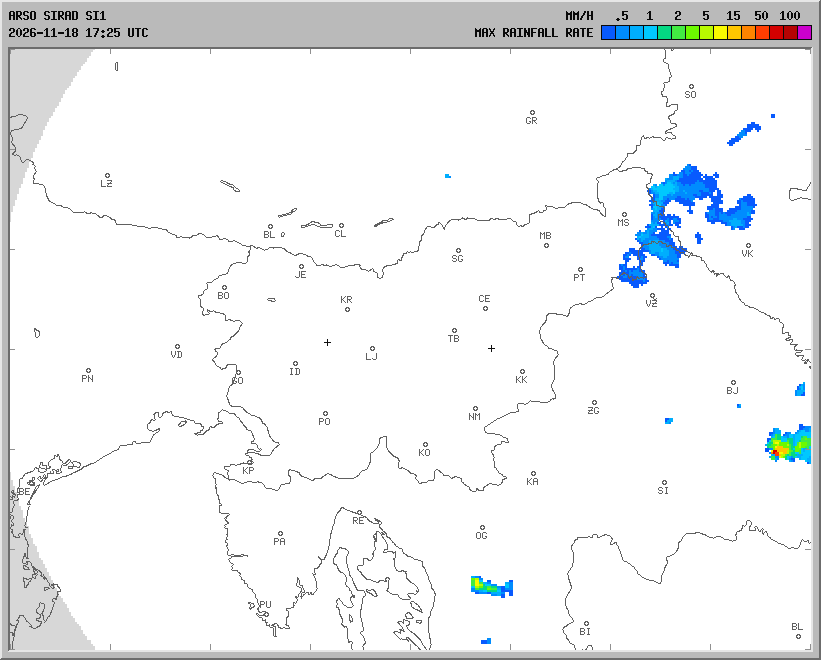 ARSO SIRAD SI1
MM/H .5 1 2 5 15 50 100
2026-11-18 17:25 UTC
MAX RAINFALL RATE
SO
GR
LZ
MS
BL
CL
MB
VK
SG
JE
PT
BO
KR
CE
VŽ
TB
VD
LJ
ID
PN
GO
KK
BJ
ZG
PO
NM
KO
KP
KA
BE
SI
RE
PA
OG
PU
BI
BL